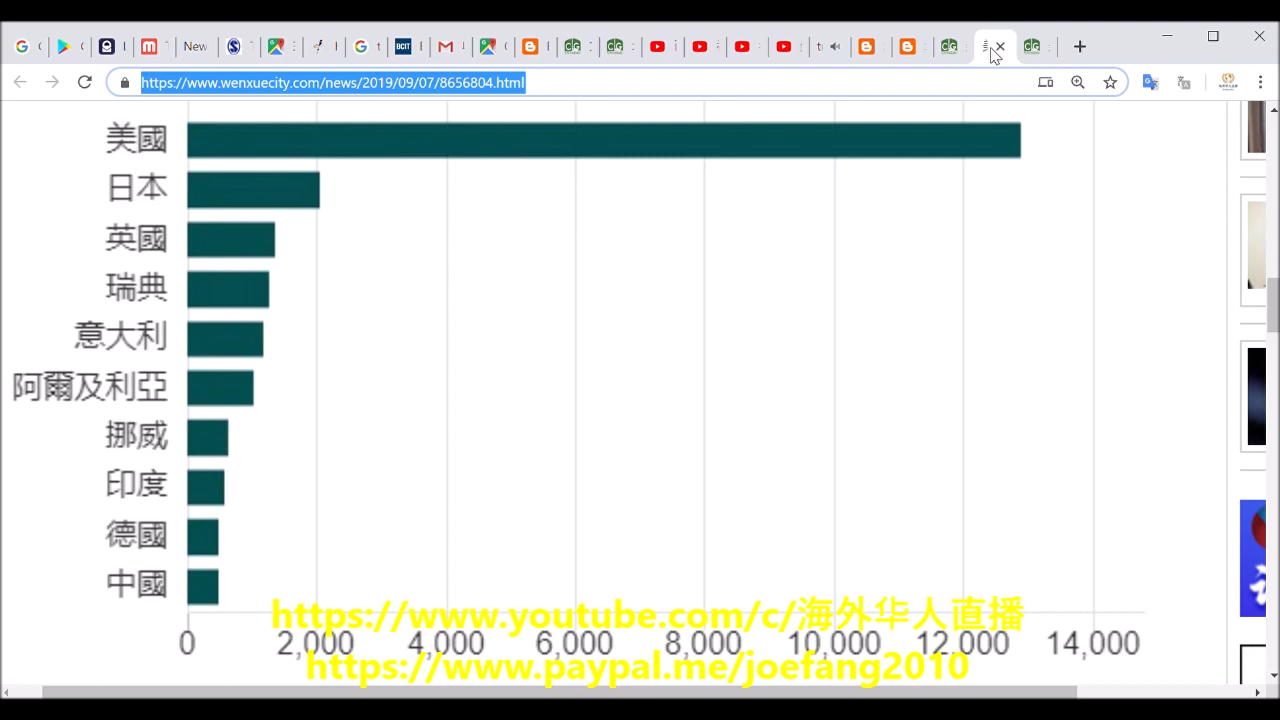 New
BCIT
https://www.wenxuecity.com/news/2019/09/07/8656804.html
美國
日本
英國
瑞典
意大利
阿爾及利亞
挪威
印度
德國
中國
0 2,000 4,000 6,000 8,000 10,000 12,000 14,000
https://www.youtube.com/c/海外华人直播
https://www.paypal.me/joefang2010